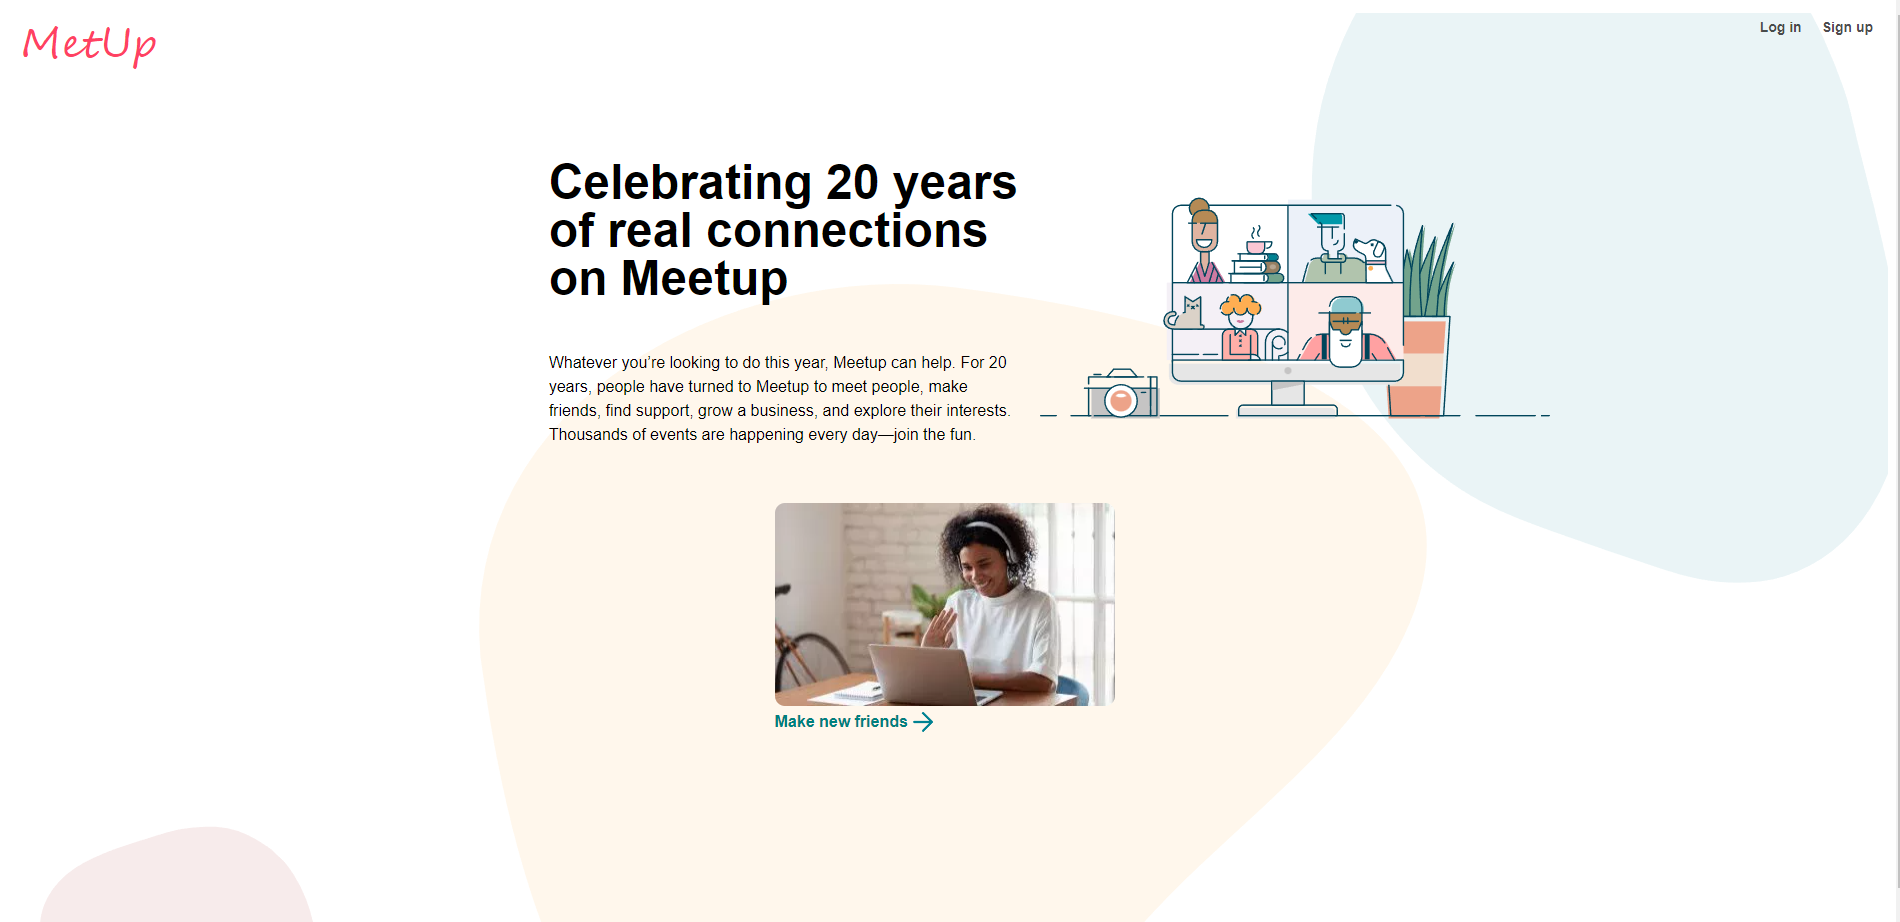 MetUp
Log in
Sign up
Celebrating 20 years
of real connections
on Meetup
Whatever you’re looking to do this year, Meetup can help. For 20
years, people have turned to Meetup to meet people, make
friends, find support, grow a business, and explore their interests.
Thousands of events are happening every day—join the fun.
Make new friends